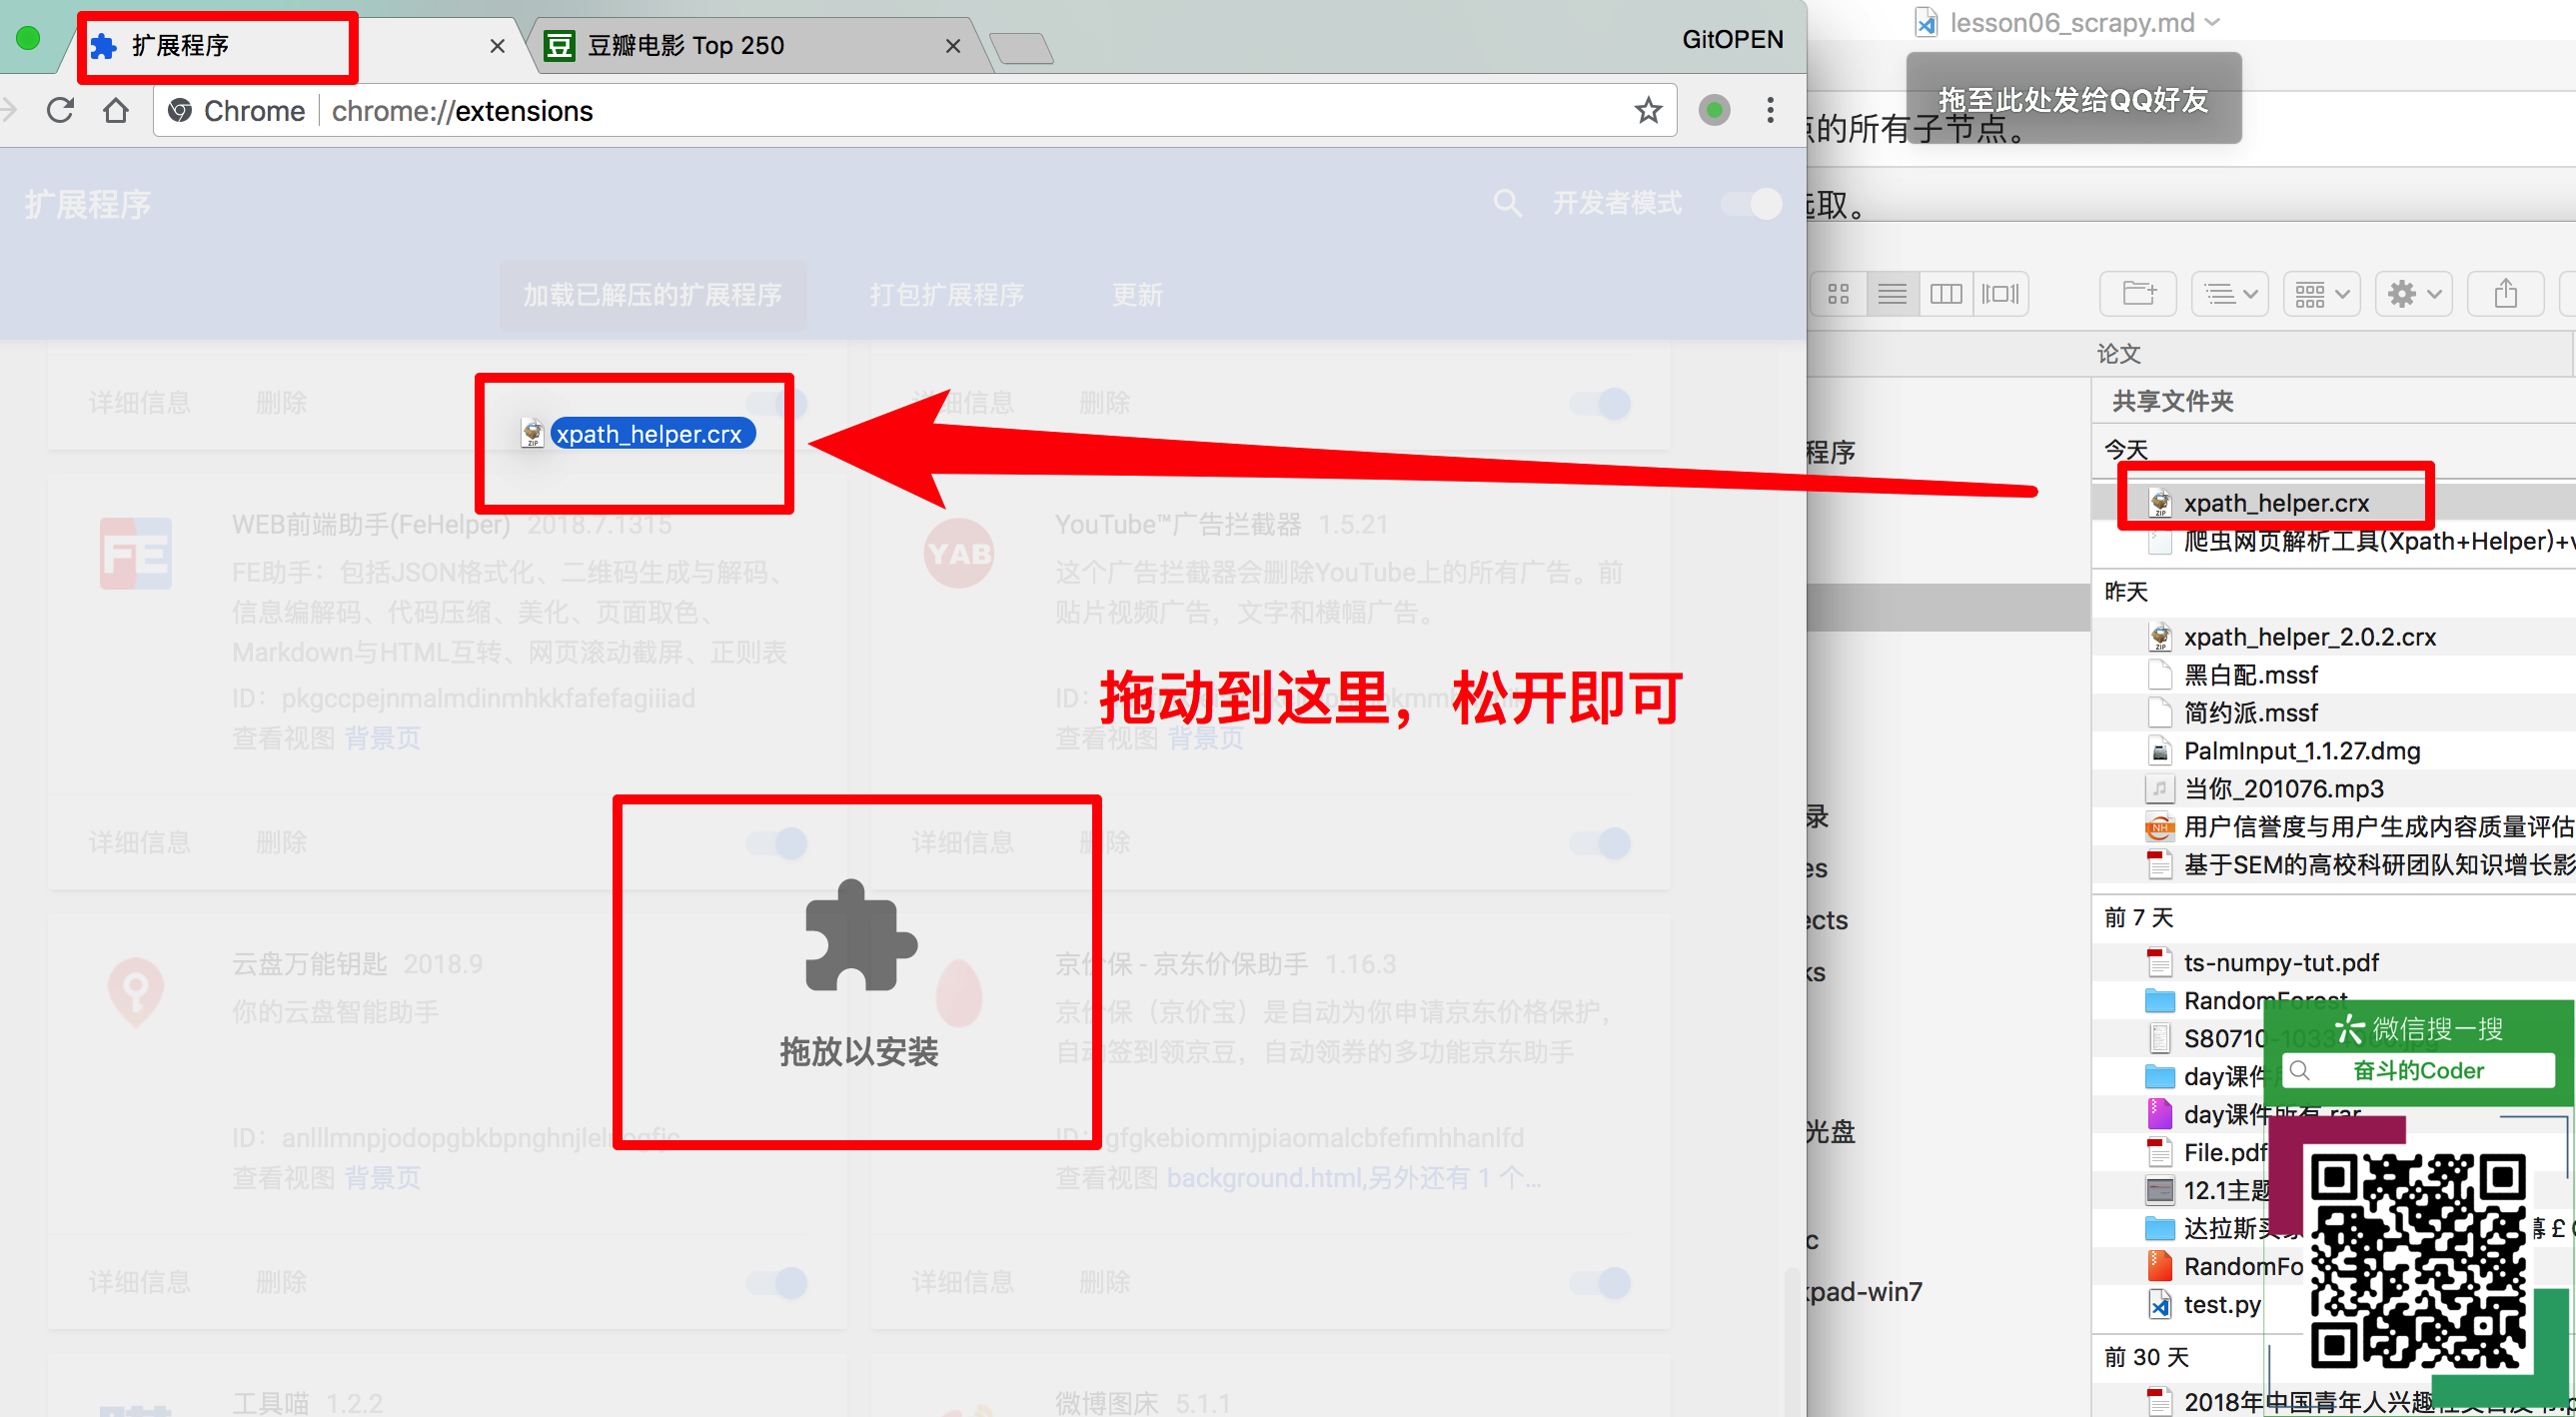 扩展程序
豆瓣电影 Top 250
GitOPEN
Chrome
chrome://extensions
扩展程序
开发者模式
加载已解压的扩展程序
打包扩展程序
更新
详细信息
删除
xpath_helper.crx
详细信息
删除
WEB前端助手(FeHelper) 2018.7.1315
FE助手：包括JSON格式化、二维码生成与解码、
信息编解码、代码压缩、美化、页面取色、
Markdown与HTML互转、网页滚动截屏、正则表
ID：pkgccpejnmalmdinmhkkfafefagiiiad
查看视图 背景页
FE
YAB
YouTube™广告拦截器 1.5.21
这个广告拦截器会删除YouTube上的所有广告。前
贴片视频广告，文字和横幅广告。
ID：
查看视图 背景页
拖动到这里，松开即可
详细信息
删除
详细信息
删除
云盘万能钥匙 2018.9
你的云盘智能助手
查看视图 背景页
拖放以安装
京价保 - 京东价保助手 1.16.3
京价保（京价宝）是自动为你申请京东价格保护，
自动签到领京豆，自动领券的多功能京东助手
ID：gfgkebiommjpiaomalcbfefimhhanlfd
查看视图 background.html,另外还有 1 个...
详细信息
删除
详细信息
删除
工具喵 1.2.2
微博图床 5.1.1
lesson06_scrapy.md
拖至此处发给QQ好友
的所有子节点。
选取。
论文
共享文件夹
程序
今天
xpath_helper.crx
爬虫网页解析工具(Xpath+Helper)+v
昨天
xpath_helper_2.0.2.crx
黑白配.mssf
简约派.mssf
PalmInput_1.1.27.dmg
当你_201076.mp3
用户信誉度与用户生成内容质量评估
基于SEM的高校科研团队知识增长影
录
es
ects
ks
光盘
c
kpad-win7
前 7 天
ts-numpy-tut.pdf
RandomForest
S80710-
day课件
day课件所有.rar
File.pdf
12.1主题
达拉斯买
RandomFo
test.py
前 30 天
2018年中国青年人兴趣
微信搜一搜
奋斗的Coder